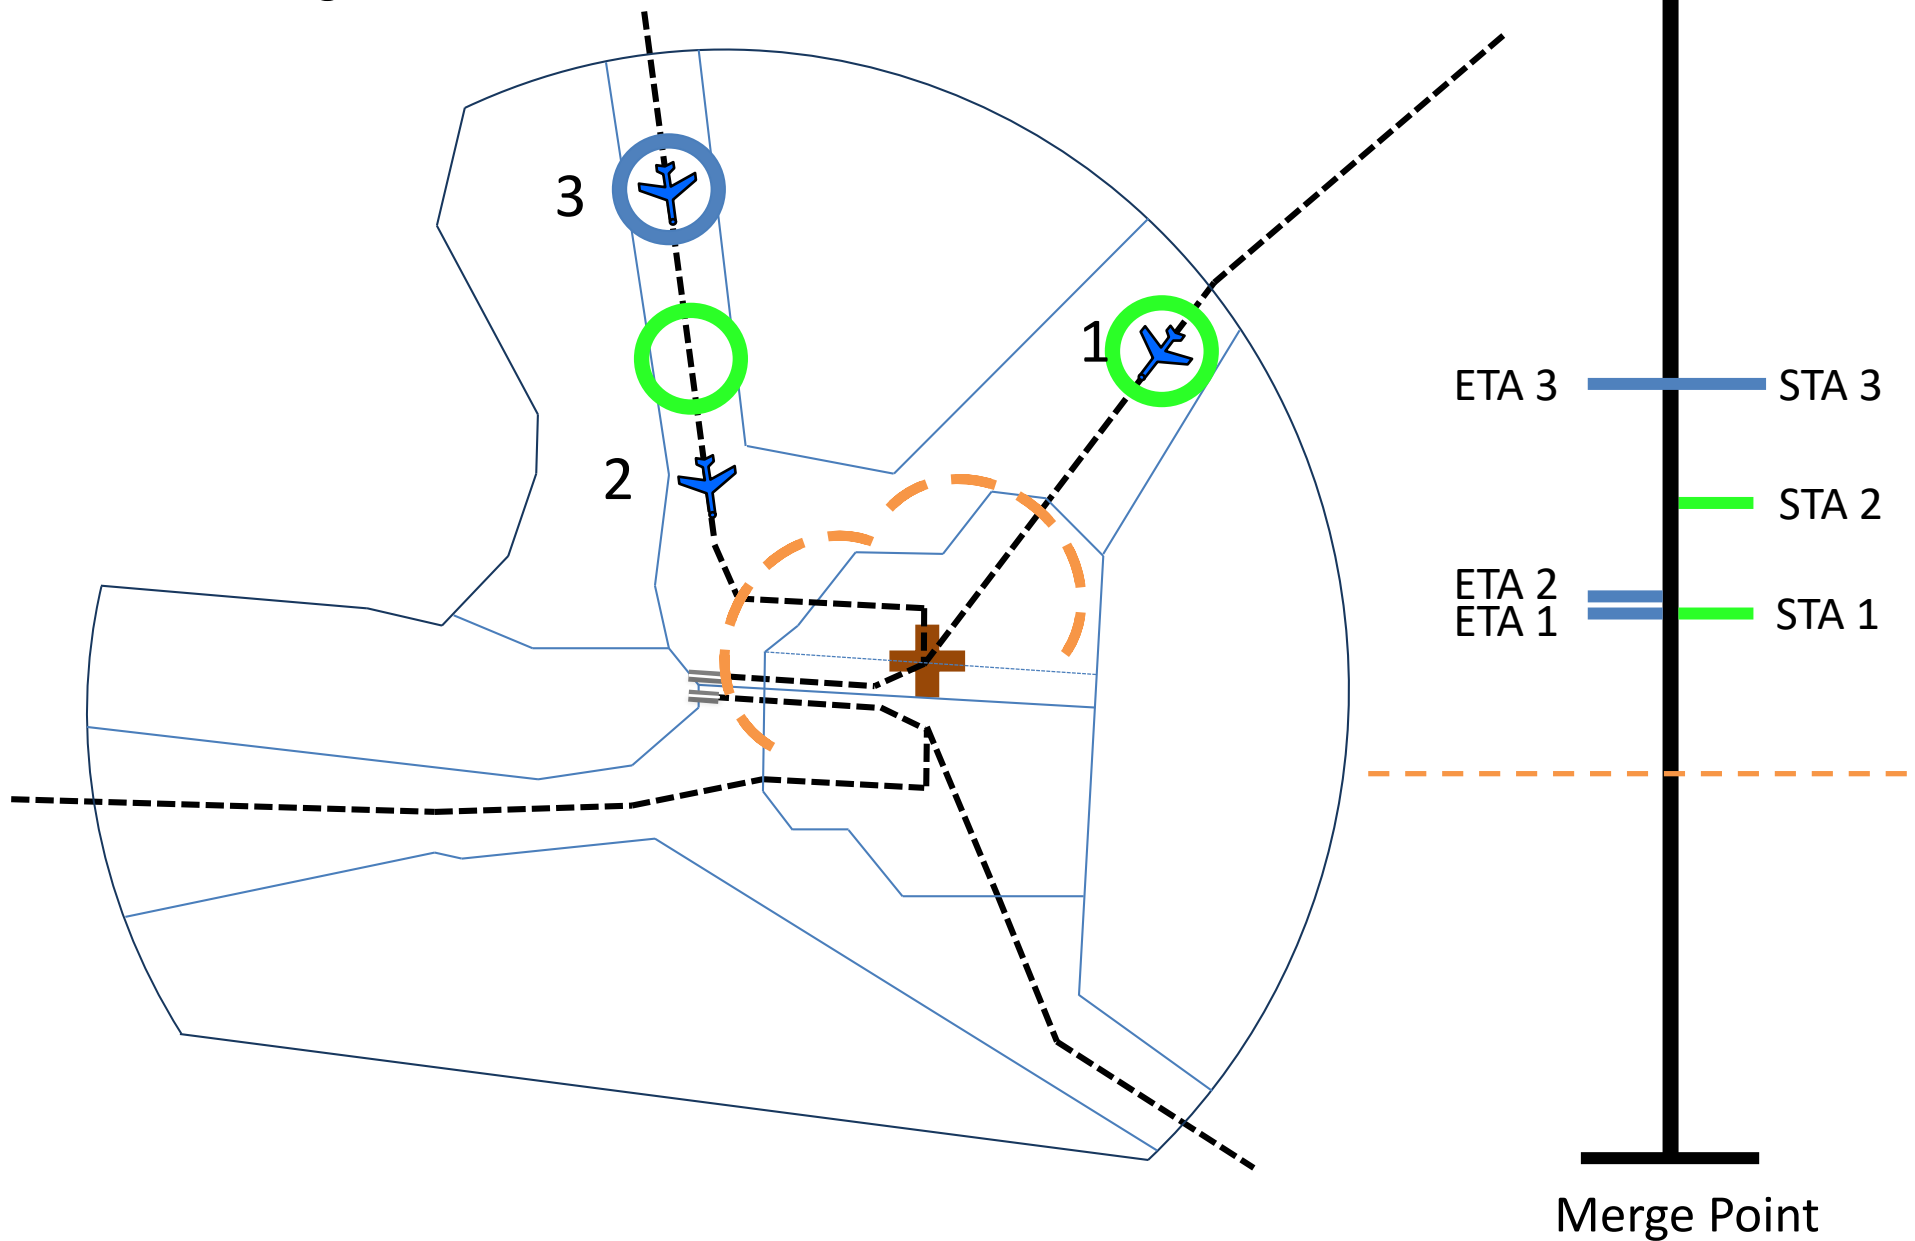 3
1
2
ETA 3
STA 3
STA 2
ETA 2
ETA 1
STA 1
Merge Point